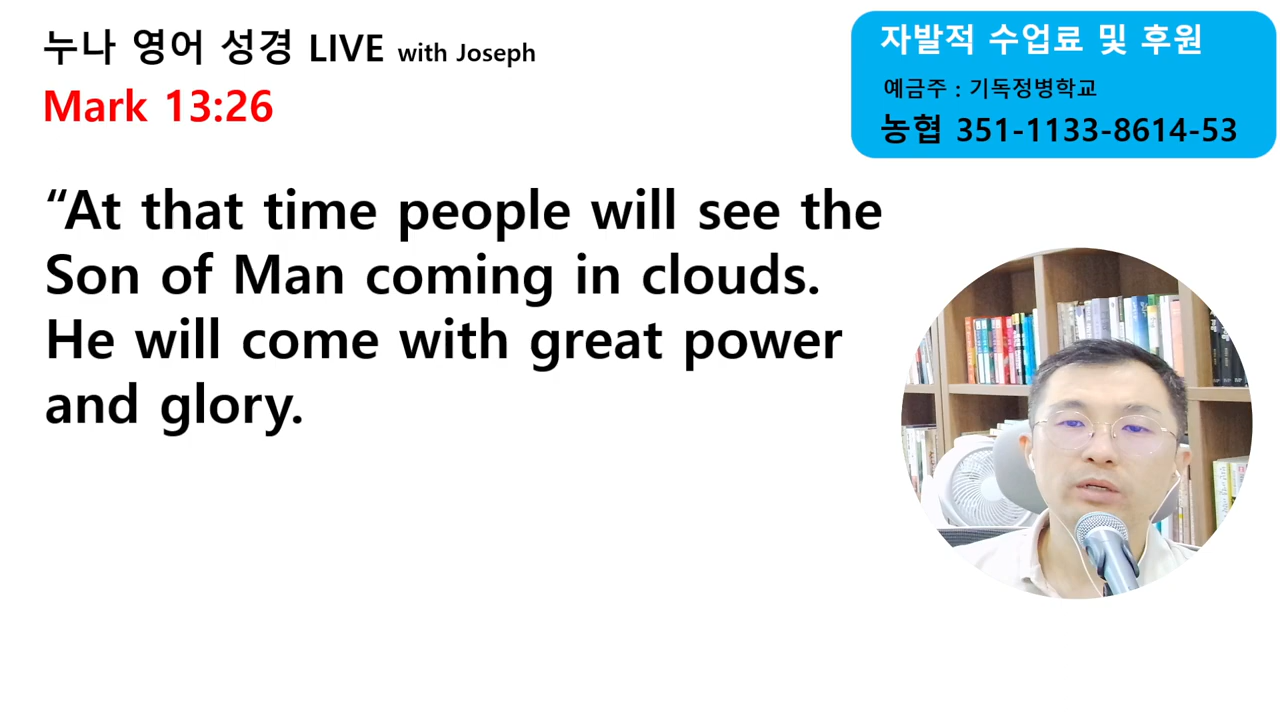 누나 영어 성경 LIVE with Joseph
Mark 13:26
자발적 수업료 및 후원
예금주 : 기독정병학교
농협 351-1133-8614-53
“At that time people will see the
Son of Man coming in clouds.
He will come with great power
and glory.